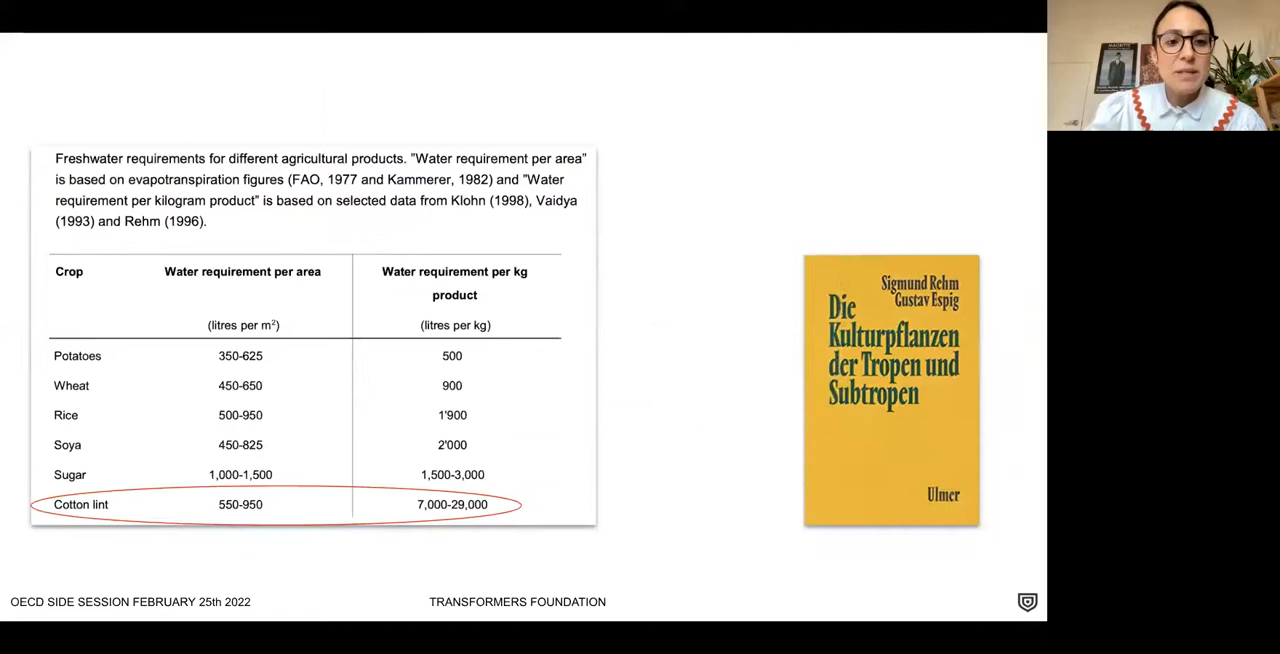 Freshwater requirements for different agricultural products. ”Water requirement per area”
is based on evapotranspiration figures (FAO, 1977 and Kammerer, 1982) and ”Water
requirement per kilogram product” is based on selected data from Klohn (1998), Vaidya
(1993) and Rehm (1996).
Crop Water requirement per area Water requirement per kg
product
(litres per m²) (litres per kg)
Potatoes 350-625 500
Wheat 450-650 900
Rice 500-950 1'900
Soya 450-825 2'000
Sugar 1,000-1,500 1,500-3,000
Cotton lint 550-950 7,000-29,000
Sigmund Rehm
Gustav Espig
Die
Kulturpflanzen
der Tropen und
Subtropen
Ulmer
OECD SIDE SESSION FEBRUARY 25th 2022 TRANSFORMERS FOUNDATION
MAGRITTE